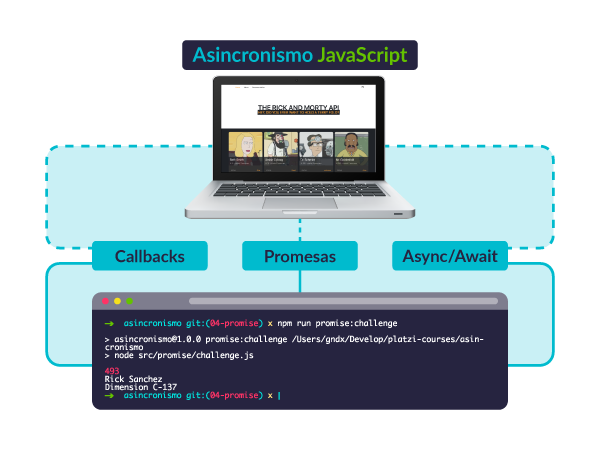 Asincronismo JavaScript
THE RICK AND MORTY API
Callbacks
Promesas
Async/Await
➔ asincronismo git:(04-promise) x npm run promise:challenge
> asincronismo@1.0.0 promise:challenge /Users/gndx/Develop/platzi-courses/asin-
cronismo
> node src/promise/challenge.js
493
Rick Sanchez
Dimension C-137
➔ asincronismo git:(04-promise) x |